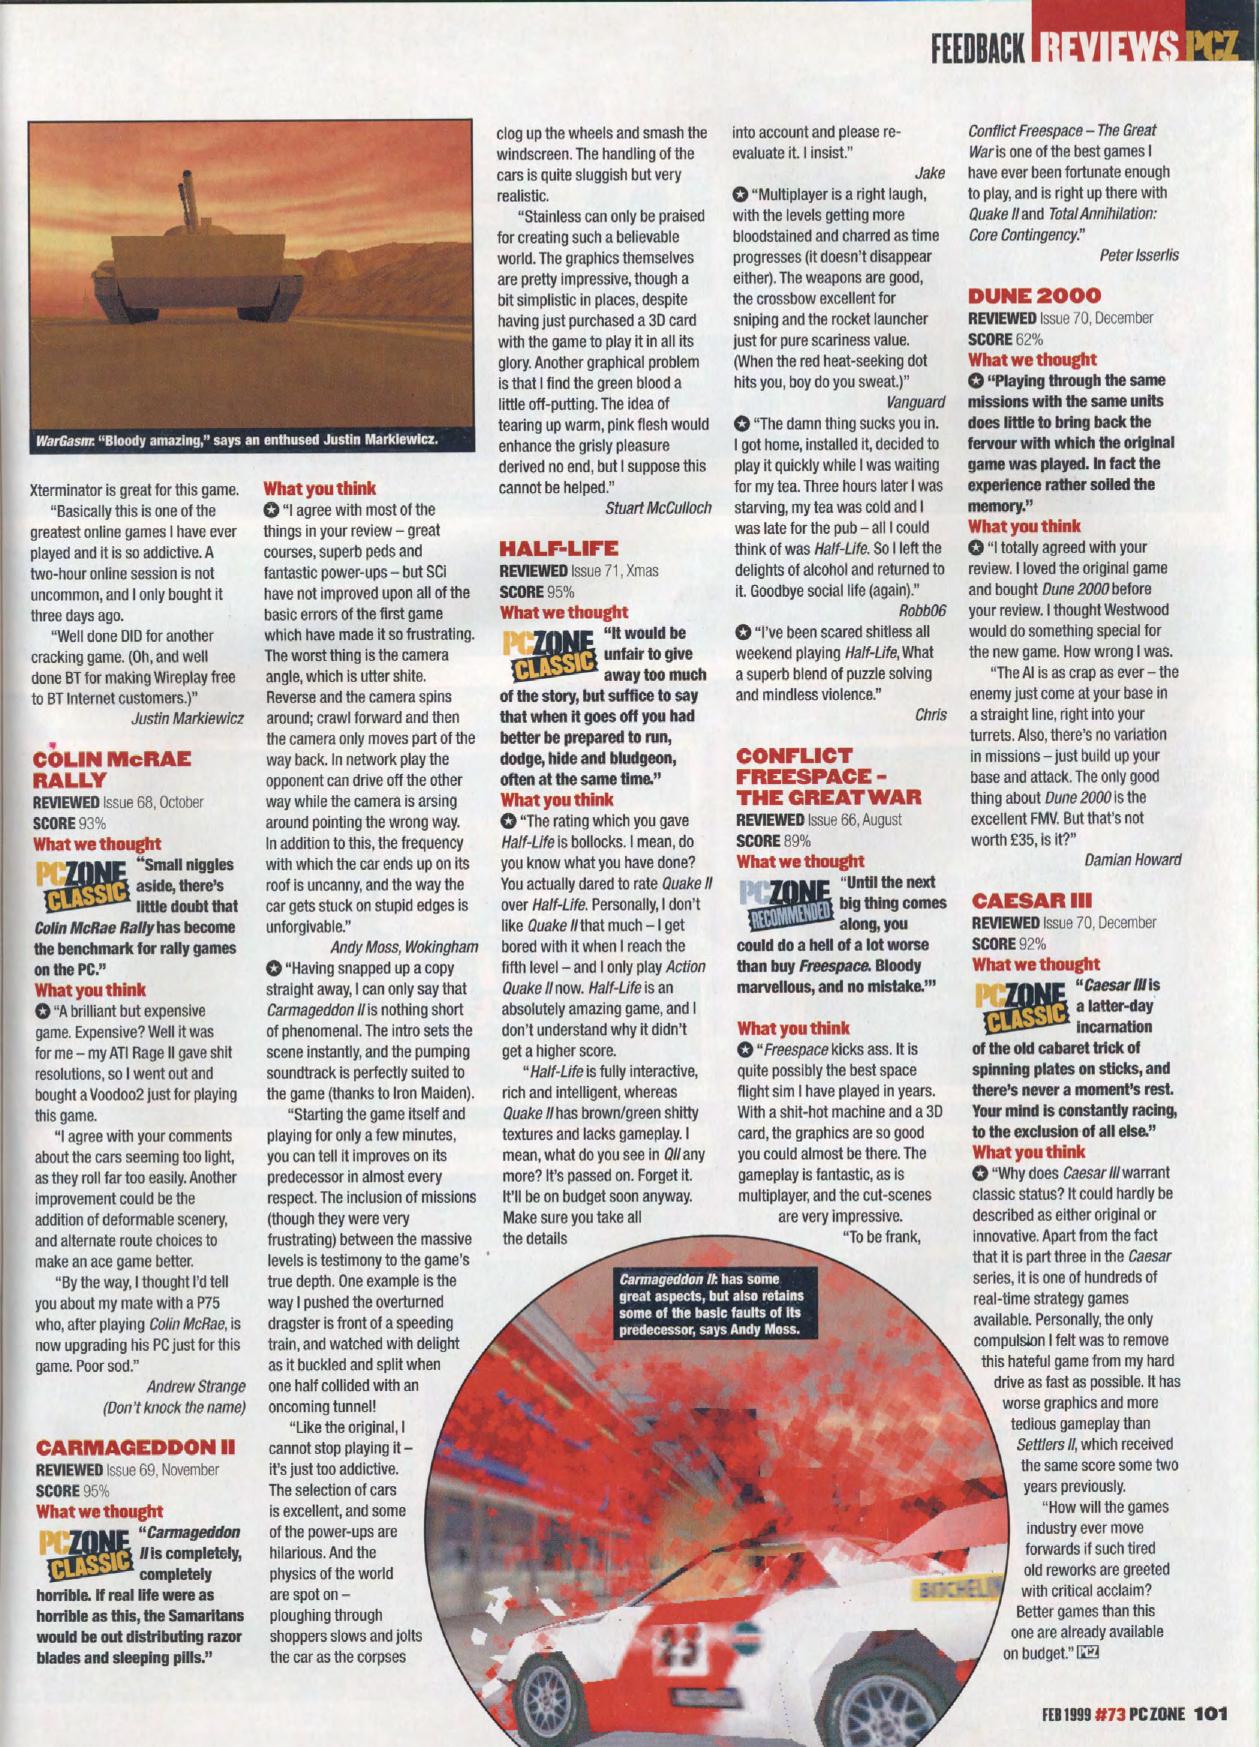 FEEDBACK REVIEWS PCZ
WarGasm: "Bloody amazing," says an enthused Justin Markiewicz.
Xterminator is great for this game.
"Basically this is one of the
greatest online games I have ever
played and it is so addictive. A
two-hour online session is not
uncommon, and I only bought it
three days ago.
"Well done DID for another
cracking game. (Oh, and well
done BT for making Wireplay free
to BT Internet customers.)"
Justin Markiewicz
COLIN McRAE
RALLY
REVIEWED Issue 68, October
SCORE 93%
What we thought
PC ZONE CLASSIC
"Small niggles
aside, there's
little doubt that
Colin McRae Rally has become
the benchmark for rally games
on the PC."
What you think
"A brilliant but expensive
game. Expensive? Well it was
for me – my ATI Rage II gave shit
resolutions, so I went out and
bought a Voodoo2 just for playing
this game.
"I agree with your comments
about the cars seeming too light,
as they roll far too easily. Another
improvement could be the
addition of deformable scenery,
and alternate route choices to
make an ace game better.
"By the way, I thought I'd tell
you about my mate with a P75
who, after playing Colin McRae, is
now upgrading his PC just for this
game. Poor sod."
Andrew Strange
(Don't knock the name)
CARMAGEDDON II
REVIEWED Issue 69, November
SCORE 95%
What we thought
PC ZONE CLASSIC
"Carmageddon
II is completely,
completely
horrible. If real life were as
horrible as this, the Samaritans
would be out distributing razor
blades and sleeping pills."
What you think
"I agree with most of the
things in your review – great
courses, superb peds and
fantastic power-ups – but SCi
have not improved upon all of the
basic errors of the first game
which have made it so frustrating.
The worst thing is the camera
angle, which is utter shite.
Reverse and the camera spins
around; crawl forward and then
the camera only moves part of the
way back. In network play the
opponent can drive off the other
way while the camera is arsing
around pointing the wrong way.
In addition to this, the frequency
with which the car ends up on its
roof is uncanny, and the way the
car gets stuck on stupid edges is
unforgivable."
Andy Moss, Wokingham
"Having snapped up a copy
straight away, I can only say that
Carmageddon II is nothing short
of phenomenal. The intro sets the
scene instantly, and the pumping
soundtrack is perfectly suited to
the game (thanks to Iron Maiden).
"Starting the game itself and
playing for only a few minutes,
you can tell it improves on its
predecessor in almost every
respect. The inclusion of missions
(though they were very
frustrating) between the massive
levels is testimony to the game's
true depth. One example is the
way I pushed the overturned
dragster is front of a speeding
train, and watched with delight
as it buckled and split when
one half collided with an
oncoming tunnel!
"Like the original, I
cannot stop playing it –
it's just too addictive.
The selection of cars
is excellent, and some
of the power-ups are
hilarious. And the
physics of the world
are spot on –
ploughing through
shoppers slows and jolts
the car as the corpses
clog up the wheels and smash the
windscreen. The handling of the
cars is quite sluggish but very
realistic.
"Stainless can only be praised
for creating such a believable
world. The graphics themselves
are pretty impressive, though a
bit simplistic in places, despite
having just purchased a 3D card
with the game to play it in all its
glory. Another graphical problem
is that I find the green blood a
little off-putting. The idea of
tearing up warm, pink flesh would
enhance the grisly pleasure
derived no end, but I suppose this
cannot be helped."
Stuart McCulloch
HALF-LIFE
REVIEWED Issue 71, Xmas
SCORE 95%
What we thought
PC ZONE CLASSIC
"It would be
unfair to give
away too much
of the story, but suffice to say
that when it goes off you had
better be prepared to run,
dodge, hide and bludgeon,
often at the same time."
What you think
"The rating which you gave
Half-Life is bollocks. I mean, do
you know what you have done?
You actually dared to rate Quake II
over Half-Life. Personally, I don't
like Quake II that much – I get
bored with it when I reach the
fifth level – and I only play Action
Quake II now. Half-Life is an
absolutely amazing game, and I
don't understand why it didn't
get a higher score.
"Half-Life is fully interactive,
rich and intelligent, whereas
Quake II has brown/green shitty
textures and lacks gameplay. I
mean, what do you see in QII any
more? It's passed on. Forget it.
It'll be on budget soon anyway.
Make sure you take all
the details
into account and please re-
evaluate it. I insist."
Jake
"Multiplayer is a right laugh,
with the levels getting more
bloodstained and charred as time
progresses (it doesn't disappear
either). The weapons are good,
the crossbow excellent for
sniping and the rocket launcher
just for pure scariness value.
(When the red heat-seeking dot
hits you, boy do you sweat.)"
Vanguard
"The damn thing sucks you in.
I got home, installed it, decided to
play it quickly while I was waiting
for my tea. Three hours later I was
starving, my tea was cold and I
was late for the pub – all I could
think of was Half-Life. So I left the
delights of alcohol and returned to
it. Goodbye social life (again)."
Robb06
"I've been scared shitless all
weekend playing Half-Life, What
a superb blend of puzzle solving
and mindless violence."
Chris
CONFLICT
FREESPACE –
THE GREAT WAR
REVIEWED Issue 66, August
SCORE 89%
What we thought
PC ZONE RECOMMENDED
"Until the next
big thing comes
along, you
could do a hell of a lot worse
than buy Freespace. Bloody
marvellous, and no mistake.'"
What you think
"Freespace kicks ass. It is
quite possibly the best space
flight sim I have played in years.
With a shit-hot machine and a 3D
card, the graphics are so good
you could almost be there. The
gameplay is fantastic, as is
multiplayer, and the cut-scenes
are very impressive.
"To be frank,
Conflict Freespace – The Great
War is one of the best games I
have ever been fortunate enough
to play, and is right up there with
Quake II and Total Annihilation:
Core Contingency."
Peter Isserlis
DUNE 2000
REVIEWED Issue 70, December
SCORE 62%
What we thought
"Playing through the same
missions with the same units
does little to bring back the
fervour with which the original
game was played. In fact the
experience rather soiled the
memory."
What you think
"I totally agreed with your
review. I loved the original game
and bought Dune 2000 before
your review. I thought Westwood
would do something special for
the new game. How wrong I was.
"The AI is as crap as ever – the
enemy just come at your base in
a straight line, right into your
turrets. Also, there's no variation
in missions – just build up your
base and attack. The only good
thing about Dune 2000 is the
excellent FMV. But that's not
worth £35, is it?"
Damian Howard
CAESAR III
REVIEWED Issue 70, December
SCORE 92%
What we thought
PC ZONE CLASSIC
"Caesar III is
a latter-day
incarnation
of the old cabaret trick of
spinning plates on sticks, and
there's never a moment's rest.
Your mind is constantly racing,
to the exclusion of all else."
What you think
"Why does Caesar III warrant
classic status? It could hardly be
described as either original or
innovative. Apart from the fact
that it is part three in the Caesar
series, it is one of hundreds of
real-time strategy games
available. Personally, the only
compulsion I felt was to remove
this hateful game from my hard
drive as fast as possible. It has
worse graphics and more
tedious gameplay than
Settlers II, which received
the same score some two
years previously.
"How will the games
industry ever move
forwards if such tired
old reworks are greeted
with critical acclaim?
Better games than this
one are already available
on budget." PCZ
Carmageddon II: has some
great aspects, but also retains
some of the basic faults of its
predecessor, says Andy Moss.
FEB 1999 #73 PC ZONE 101